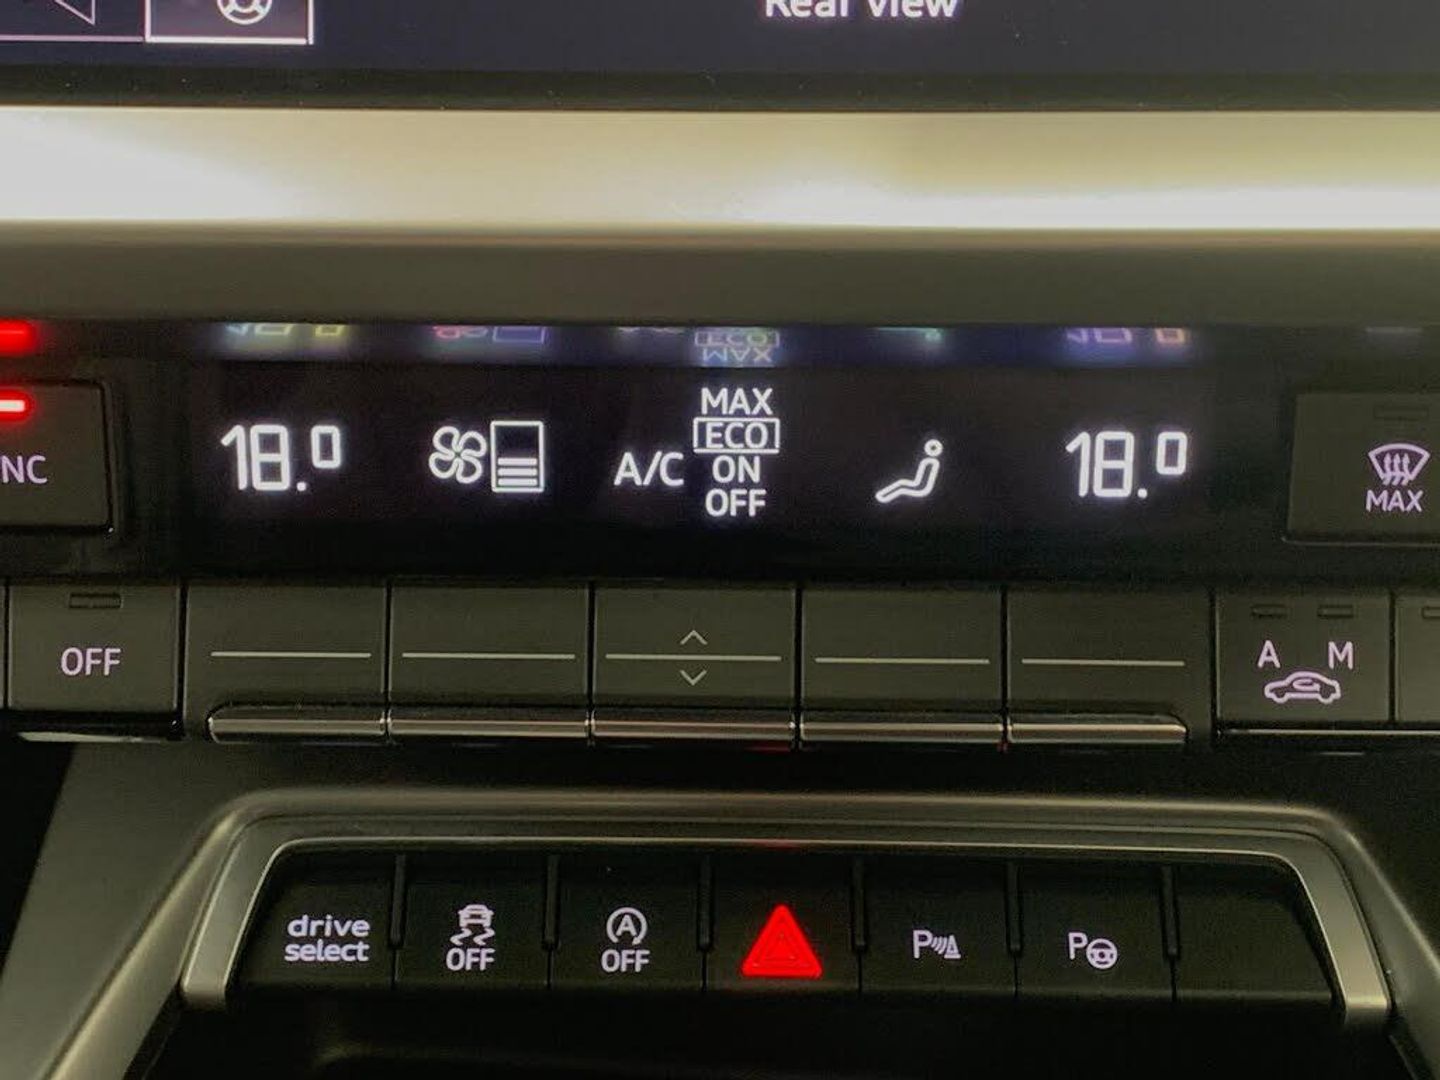 Rear view
NC
18.0
A/C
MAX
ECO
ON
OFF
18.0
MAX
OFF
A M
drive
select
OFF
A
OFF
P
P